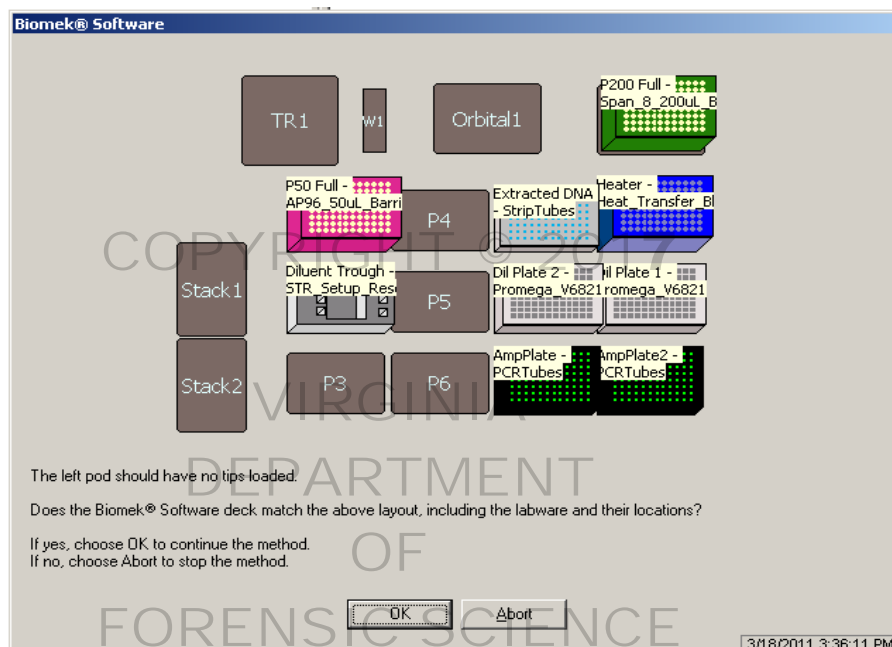 Biomek® Software
TR1
W1
Orbital1
P200 Full -
Span_8_200uL_B
P50 Full -
AP96_50uL_Barri
P4
Extracted DNA
- StripTubes
Heater -
Heat_Transfer_Bl
COPYRIGHT © 2017
Stack1
Diluent Trough -
STR_Setup_Rese
P5
Dil Plate 2 -
Promega_V6821
il Plate 1 -
romega_V6821
Stack2
P3
P6
AmpPlate -
PCRTubes
AmpPlate2 -
PCRTubes
VIRGINIA
The left pod should have no tips loaded.
DEPARTMENT
Does the Biomek® Software deck match the above layout, including the labware and their locations?
If yes, choose OK to continue the method.
If no, choose Abort to stop the method.
OF
OK
Abort
FORENSIC SCIENCE
3/18/2011 3:36:11 PM